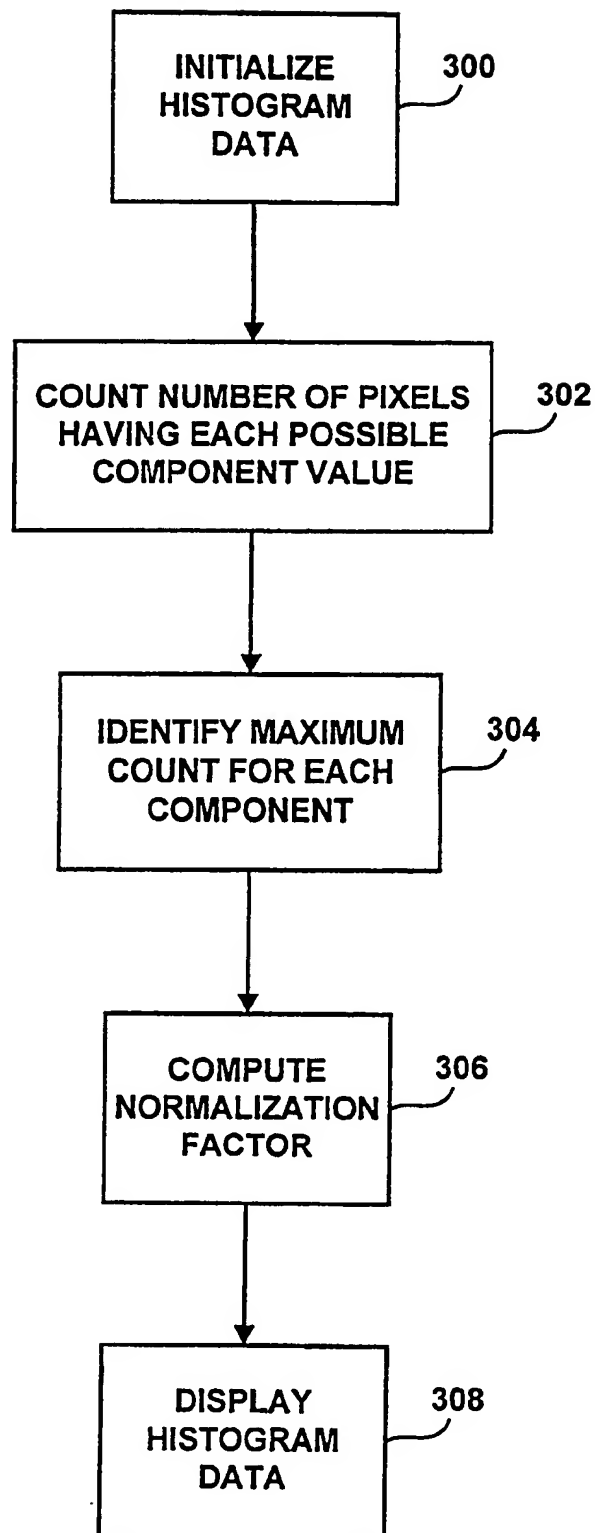 INITIALIZE
HISTOGRAM
DATA
300
COUNT NUMBER OF PIXELS
HAVING EACH POSSIBLE
COMPONENT VALUE
302
IDENTIFY MAXIMUM
COUNT FOR EACH
COMPONENT
304
COMPUTE
NORMALIZATION
FACTOR
306
DISPLAY
HISTOGRAM
DATA
308